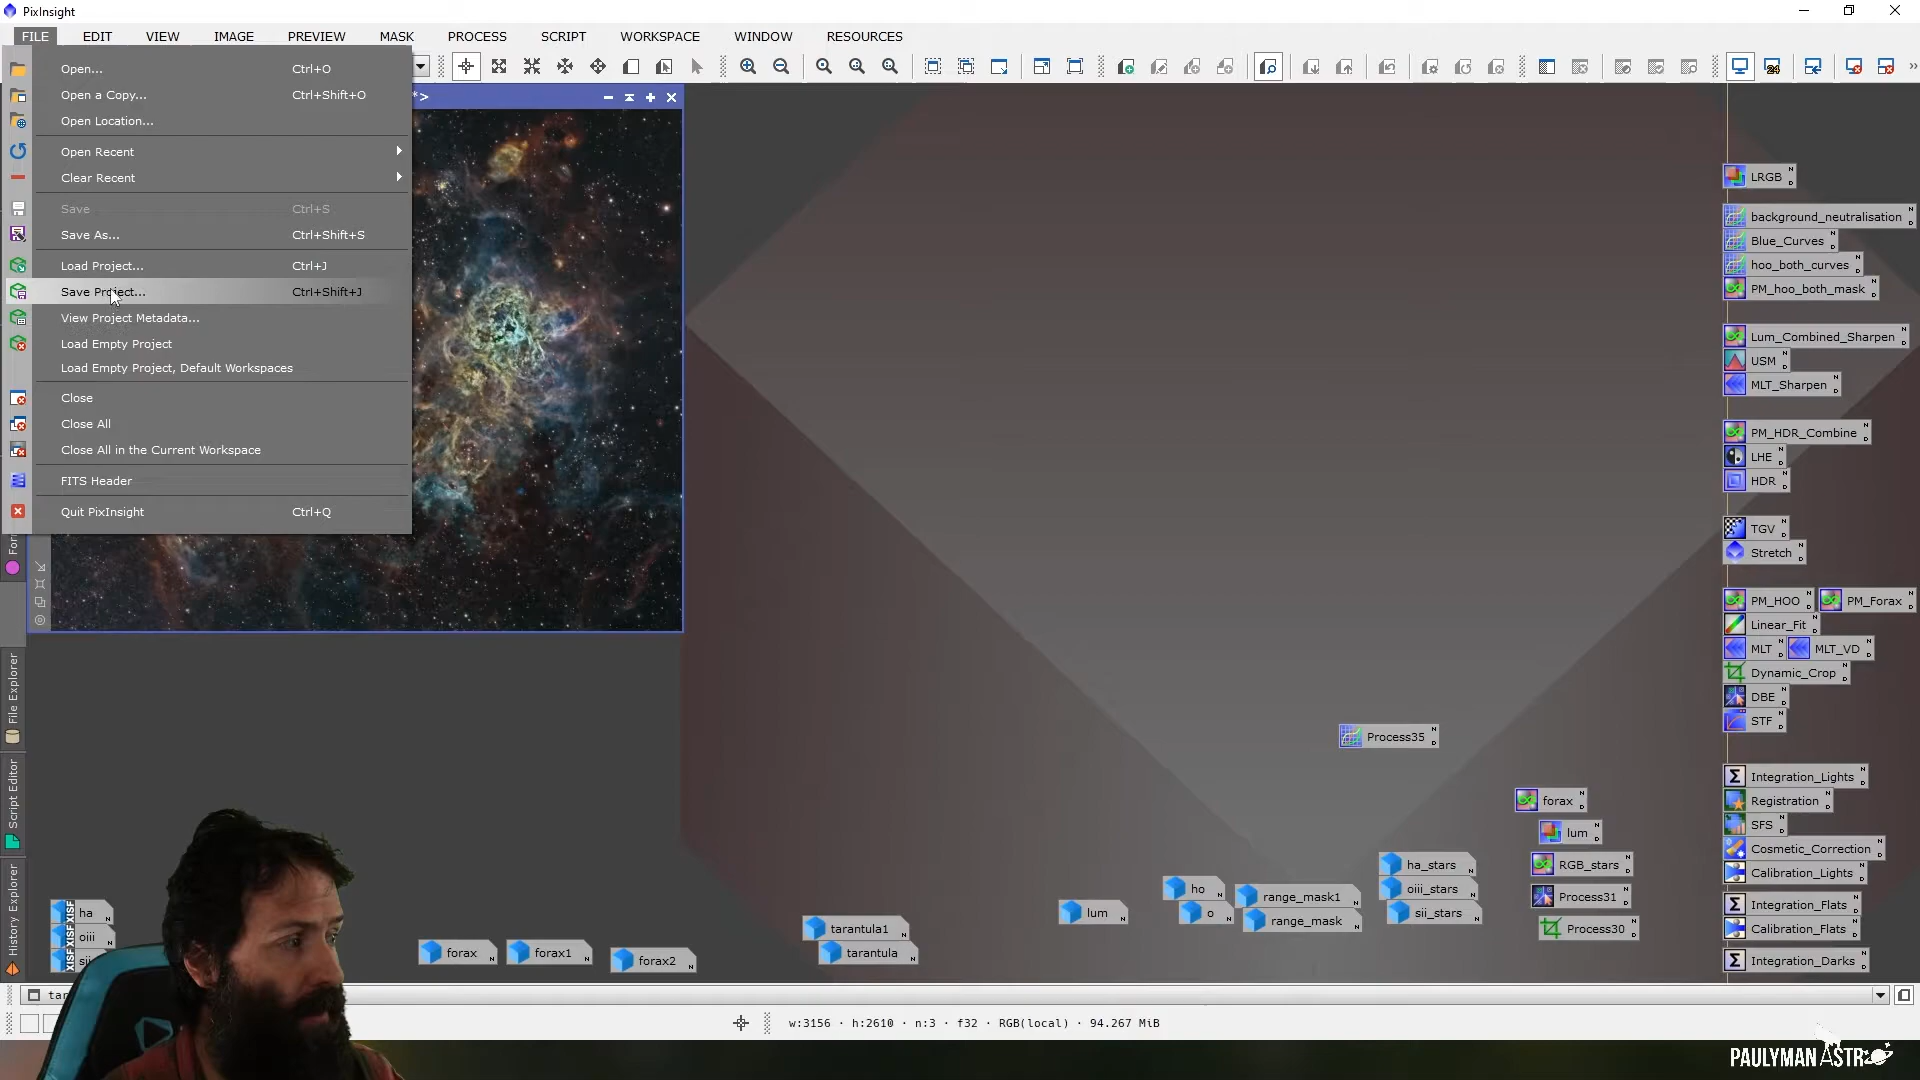 PixInsight
FILE EDIT VIEW IMAGE PREVIEW MASK PROCESS SCRIPT WORKSPACE WINDOW RESOURCES
Open... Ctrl+O
Open a Copy... Ctrl+Shift+O
Open Location...
Open Recent
Clear Recent
Save Ctrl+S
Save As... Ctrl+Shift+S
Load Project... Ctrl+J
Save Project... Ctrl+Shift+J
View Project Metadata...
Load Empty Project
Load Empty Project, Default Workspaces
Close
Close All
Close All in the Current Workspace
FITS Header
Quit PixInsight Ctrl+Q
*>
24
File Explorer
Script Editor
History Explorer
LRGB
background_neutralisation
Blue_Curves
hoo_both_curves
PM_hoo_both_mask
Lum_Combined_Sharpen
USM
MLT_Sharpen
PM_HDR_Combine
LHE
HDR
TGV
Stretch
PM_HOO PM_Forax
Linear_Fit
MLT MLT_VD
Dynamic_Crop
DBE
STF
Integration_Lights
Registration
SFS
Cosmetic_Correction
Calibration_Lights
Integration_Flats
Calibration_Flats
Integration_Darks
Process35
forax
lum
RGB_stars
Process31
Process30
ha_stars
oiii_stars
sii_stars
ho
o
range_mask1
range_mask
lum
tarantula1
tarantula
forax
forax1
forax2
XISF ha
XISF oiii
XISF
w:3156 · h:2610 · n:3 · f32 · RGB(local) · 94.267 MiB
PAULYMAN ASTRO